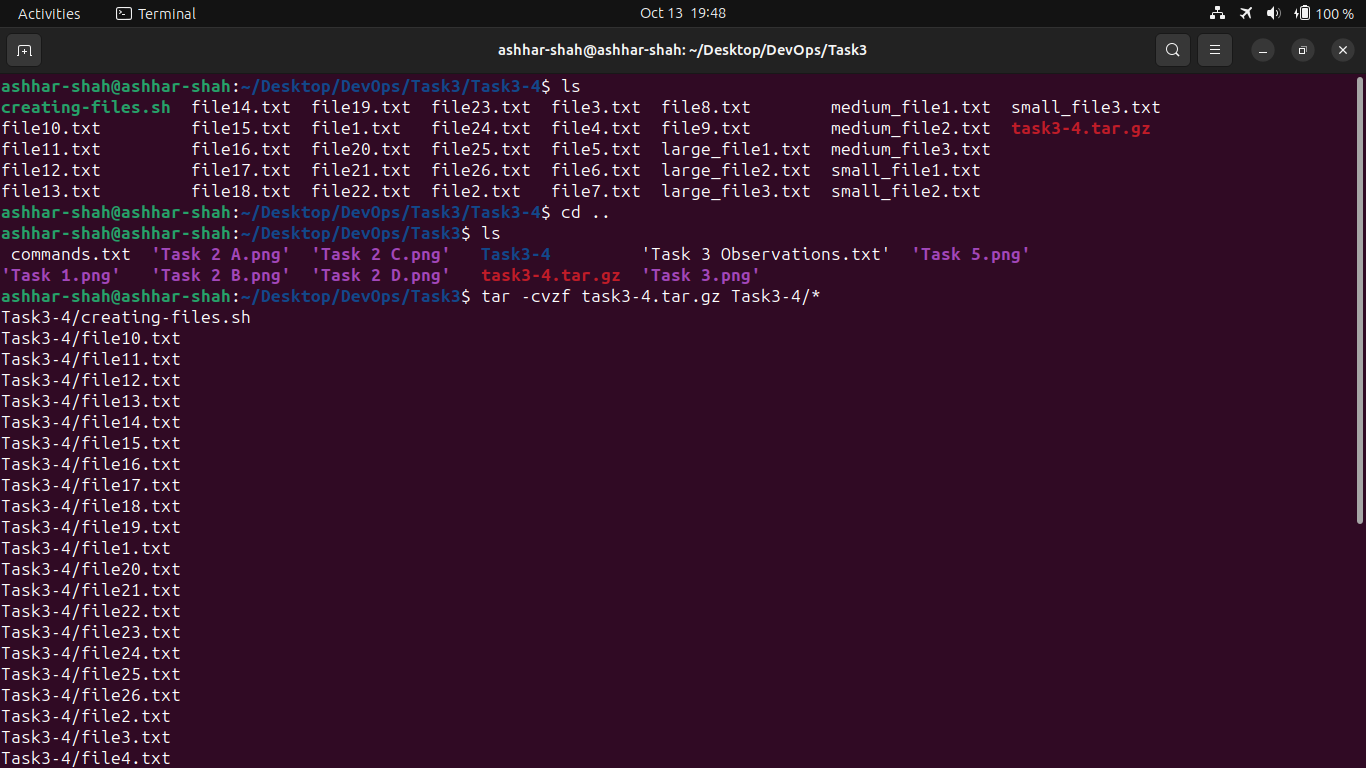 Activities Terminal Oct 13 19:48 100 %
ashhar-shah@ashhar-shah: ~/Desktop/DevOps/Task3
ashhar-shah@ashhar-shah:~/Desktop/DevOps/Task3/Task3-4$ ls
creating-files.sh file14.txt file19.txt file23.txt file3.txt file8.txt medium_file1.txt small_file3.txt
file10.txt file15.txt file1.txt file24.txt file4.txt file9.txt medium_file2.txt task3-4.tar.gz
file11.txt file16.txt file20.txt file25.txt file5.txt large_file1.txt medium_file3.txt
file12.txt file17.txt file21.txt file26.txt file6.txt large_file2.txt small_file1.txt
file13.txt file18.txt file22.txt file2.txt file7.txt large_file3.txt small_file2.txt
ashhar-shah@ashhar-shah:~/Desktop/DevOps/Task3/Task3-4$ cd ..
ashhar-shah@ashhar-shah:~/Desktop/DevOps/Task3$ ls
commands.txt 'Task 2 A.png' 'Task 2 C.png' Task3-4 'Task 3 Observations.txt' 'Task 5.png'
'Task 1.png' 'Task 2 B.png' 'Task 2 D.png' task3-4.tar.gz 'Task 3.png'
ashhar-shah@ashhar-shah:~/Desktop/DevOps/Task3$ tar -cvzf task3-4.tar.gz Task3-4/*
Task3-4/creating-files.sh
Task3-4/file10.txt
Task3-4/file11.txt
Task3-4/file12.txt
Task3-4/file13.txt
Task3-4/file14.txt
Task3-4/file15.txt
Task3-4/file16.txt
Task3-4/file17.txt
Task3-4/file18.txt
Task3-4/file19.txt
Task3-4/file1.txt
Task3-4/file20.txt
Task3-4/file21.txt
Task3-4/file22.txt
Task3-4/file23.txt
Task3-4/file24.txt
Task3-4/file25.txt
Task3-4/file26.txt
Task3-4/file2.txt
Task3-4/file3.txt
Task3-4/file4.txt